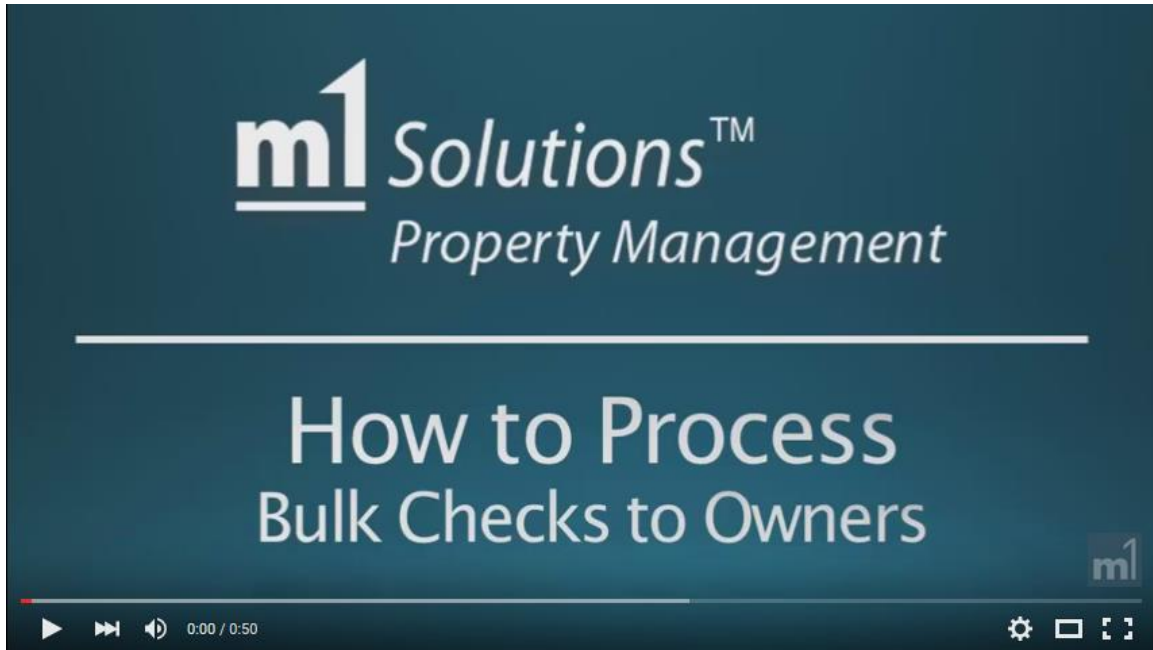 m1 Solutions™
Property Management
How to Process
Bulk Checks to Owners
m1
0:00 / 0:50